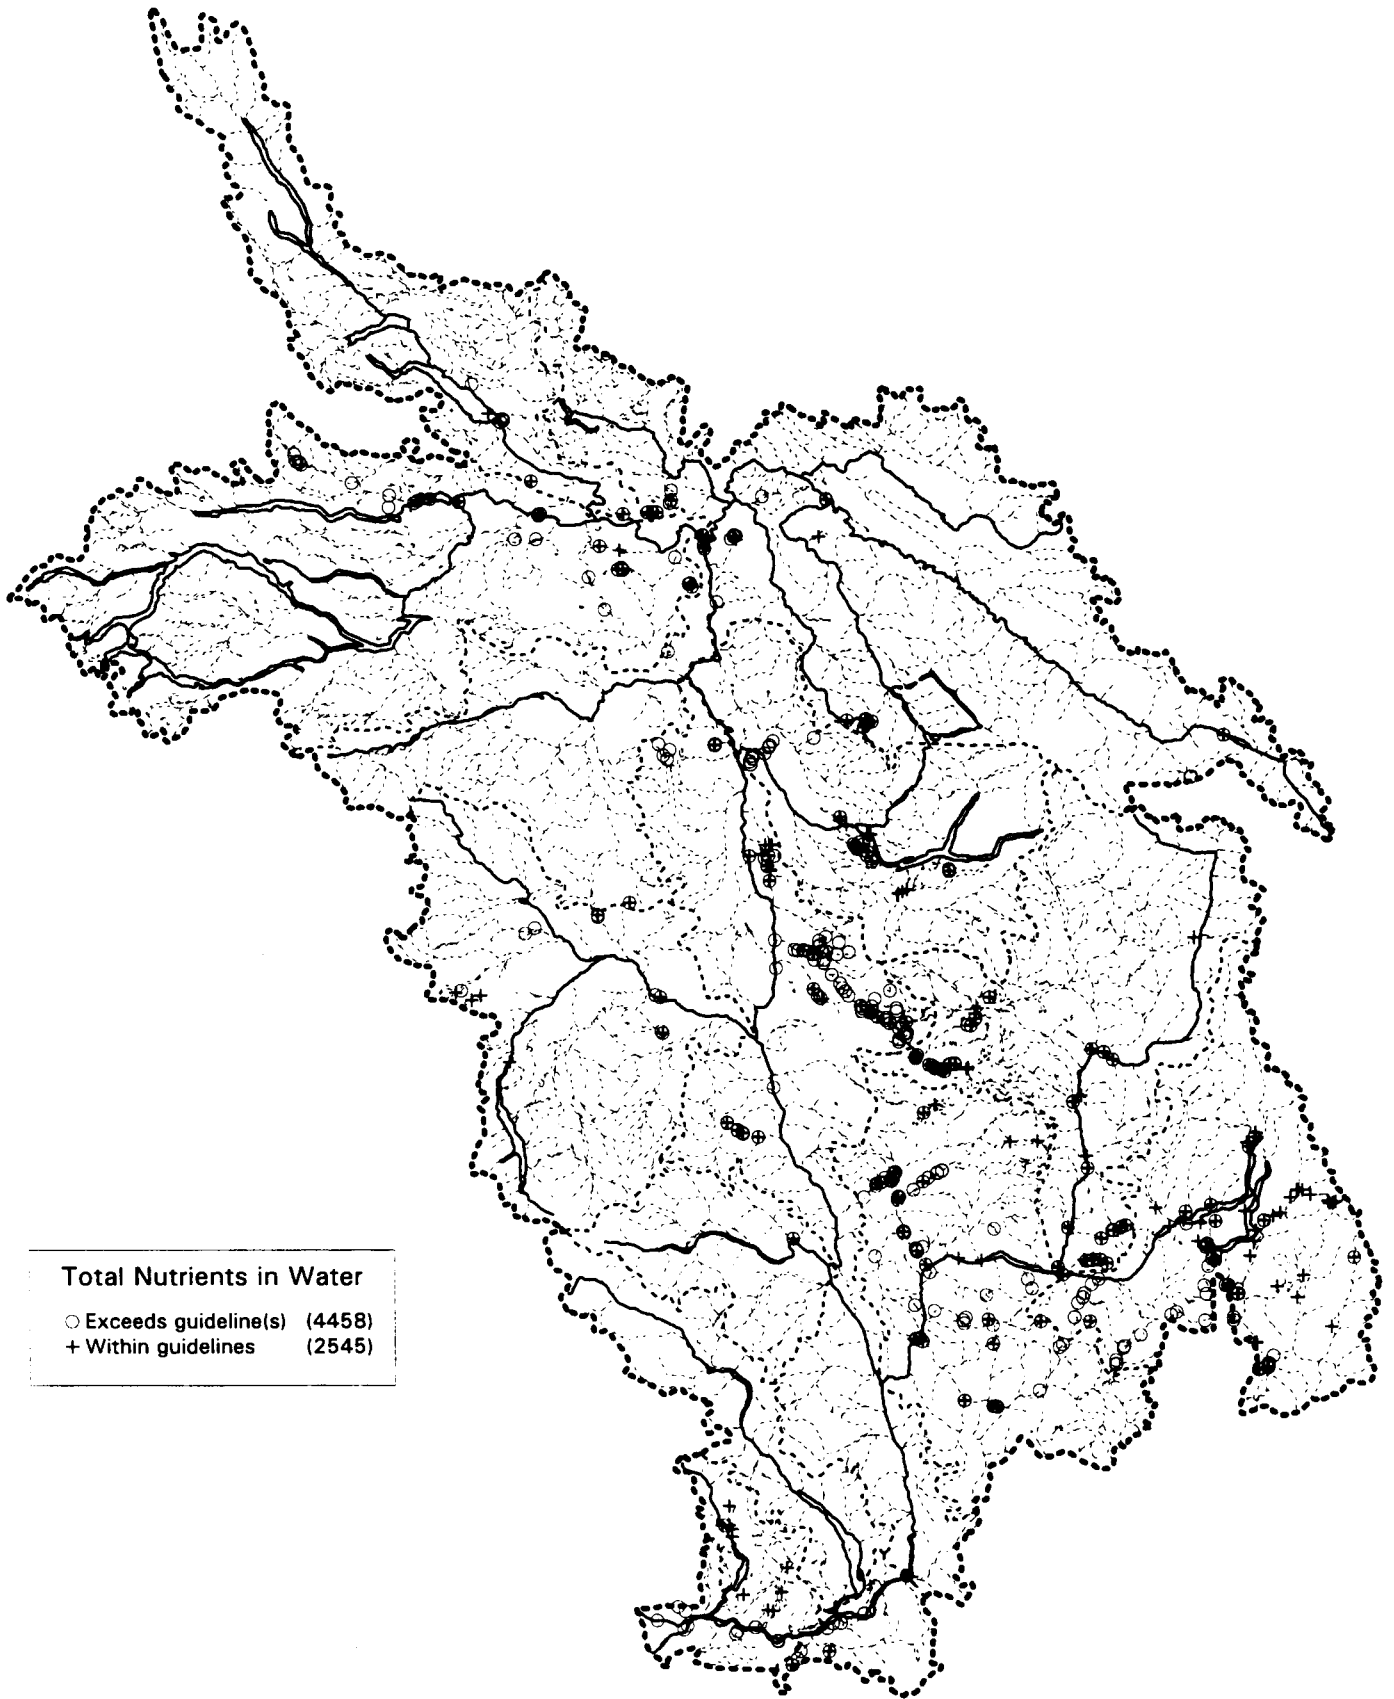 Total Nutrients in Water
○ Exceeds guideline(s) (4458)
+ Within guidelines (2545)